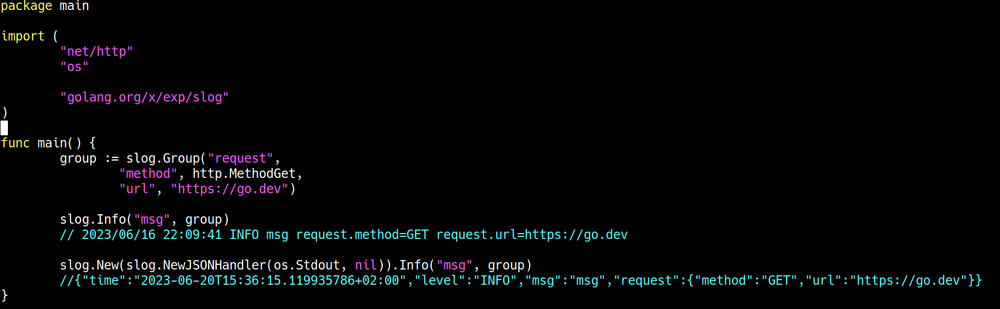 package main
import (
"net/http"
"os"
"golang.org/x/exp/slog"
)
func main() {
group := slog.Group("request",
"method", http.MethodGet,
"url", "https://go.dev")
slog.Info("msg", group)
// 2023/06/16 22:09:41 INFO msg request.method=GET request.url=https://go.dev
slog.New(slog.NewJSONHandler(os.Stdout, nil)).Info("msg", group)
//{"time":"2023-06-20T15:36:15.119935786+02:00","level":"INFO","msg":"msg","request":{"method":"GET","url":"https://go.dev"}}
}